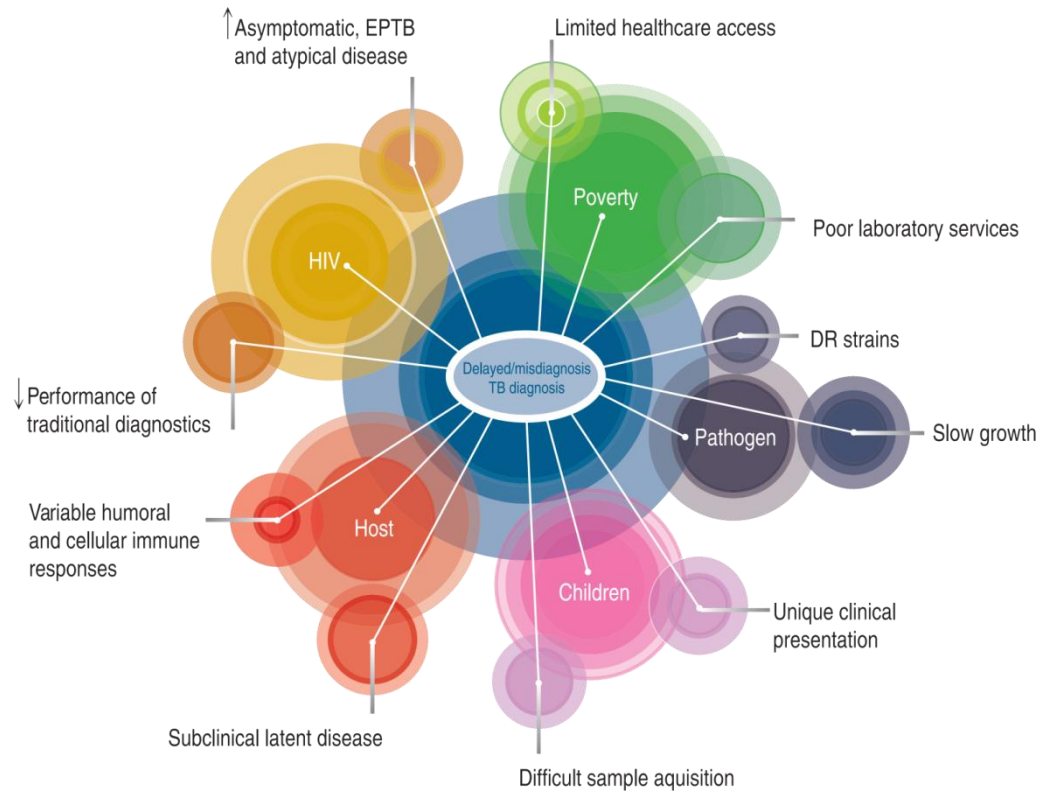 ↑ Asymptomatic, EPTB
and atypical disease
Limited healthcare access
Poverty
HIV
Poor laboratory services
DR strains
Delayed/misdiagnosis
TB diagnosis
↓ Performance of
traditional diagnostics
Pathogen
Slow growth
Variable humoral
and cellular immune
responses
Host
Children
Unique clinical
presentation
Subclinical latent disease
Difficult sample aquisition